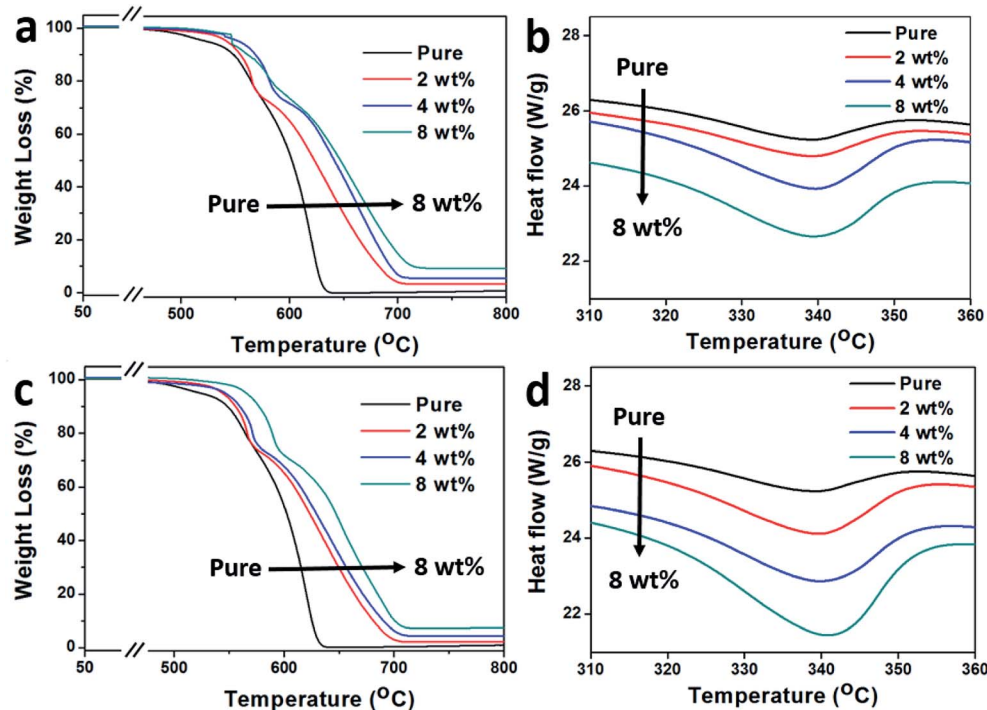 a
Weight Loss (%)
100
80
60
40
20
0
Pure
2 wt%
4 wt%
8 wt%
Pure
8 wt%
50
500
600
700
800
Temperature (°C)
b
Heat flow (W/g)
28
26
24
22
Pure
2 wt%
4 wt%
8 wt%
Pure
8 wt%
310
320
330
340
350
360
Temperature (°C)
c
Weight Loss (%)
100
80
60
40
20
0
Pure
2 wt%
4 wt%
8 wt%
Pure
8 wt%
50
500
600
700
800
Temperature (°C)
d
Heat flow (W/g)
28
26
24
22
Pure
2 wt%
4 wt%
8 wt%
Pure
8 wt%
310
320
330
340
350
360
Temperature (°C)